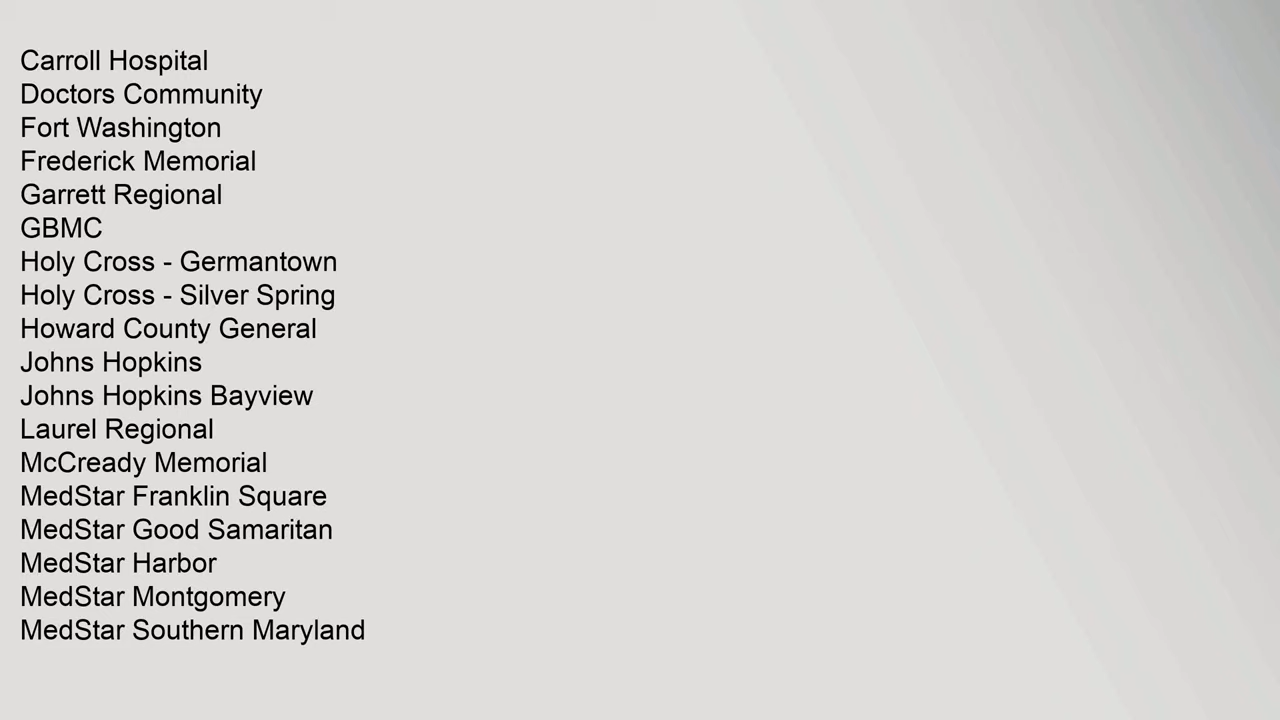 Carroll Hospital
Doctors Community
Fort Washington
Frederick Memorial
Garrett Regional
GBMC
Holy Cross - Germantown
Holy Cross - Silver Spring
Howard County General
Johns Hopkins
Johns Hopkins Bayview
Laurel Regional
McCready Memorial
MedStar Franklin Square
MedStar Good Samaritan
MedStar Harbor
MedStar Montgomery
MedStar Southern Maryland